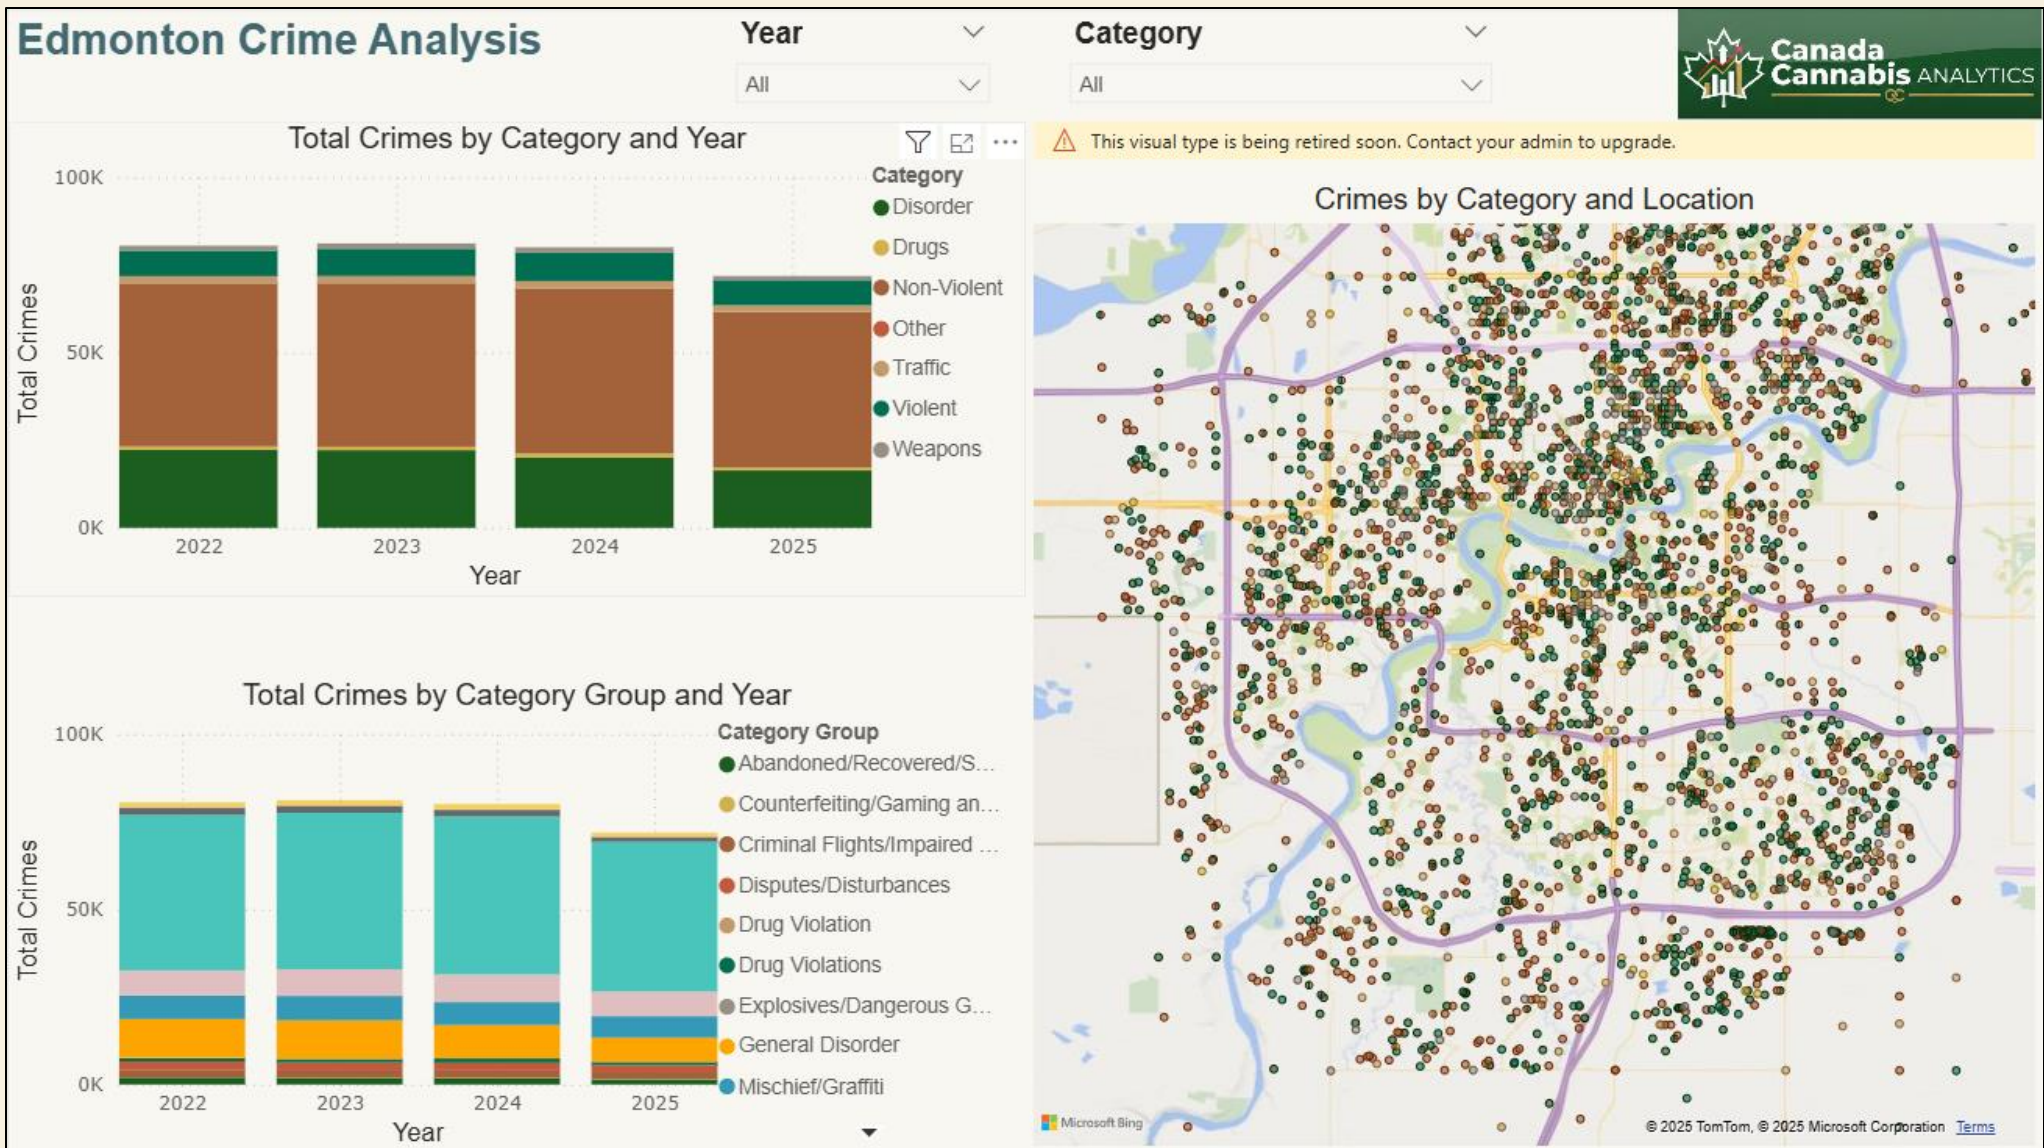 Edmonton Crime Analysis
Year
All
Category
All
Canada
Cannabis ANALYTICS
Total Crimes by Category and Year
100K
50K
0K
Total Crimes
2022
2023
2024
2025
Year
Category
Disorder
Drugs
Non-Violent
Other
Traffic
Violent
Weapons
This visual type is being retired soon. Contact your admin to upgrade.
Crimes by Category and Location
Microsoft Bing
© 2025 TomTom, © 2025 Microsoft Corporation Terms
Total Crimes by Category Group and Year
100K
50K
0K
Total Crimes
2022
2023
2024
2025
Year
Category Group
Abandoned/Recovered/S...
Counterfeiting/Gaming an...
Criminal Flights/Impaired ...
Disputes/Disturbances
Drug Violation
Drug Violations
Explosives/Dangerous G...
General Disorder
Mischief/Graffiti